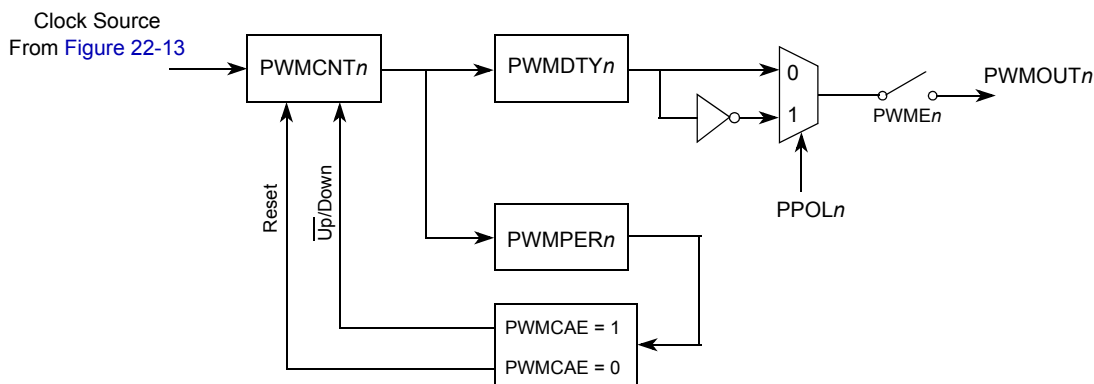 Clock Source
From Figure 22-13
PWMCNTn
PWMDTYn
0
1
PWMEn
PWMOUTn
PPOLn
Reset
Up/Down
PWMPERn
PWMCAE = 1
PWMCAE = 0